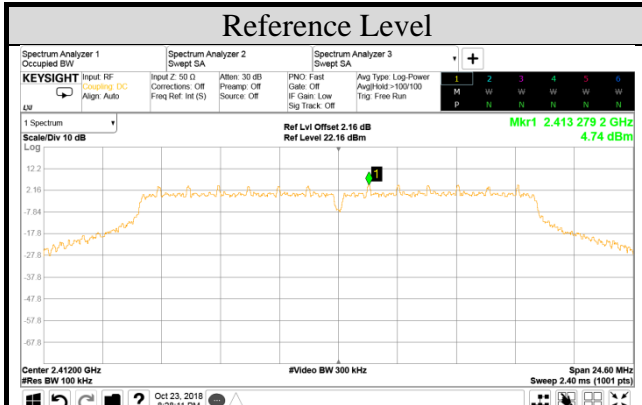 Reference Level
Spectrum Analyzer 1
Occupied BW
Spectrum Analyzer 2
Swept SA
Spectrum Analyzer 3
Swept SA
KEYSIGHT
Input: RF
Coupling: DC
Align: Auto
Input Z: 50 Ω
Corrections: Off
Freq Ref: Int (S)
Atten: 30 dB
Preamp: Off
Source: Off
PNO: Fast
Gate: Off
IF Gain: Low
Sig Track: Off
Avg Type: Log-Power
Avg|Hold:>100/100
Trig: Free Run
1 2 3 4 5 6
M W W W W W
P N N N N N
1 Spectrum
Scale/Div 10 dB
Log
Ref Lvl Offset 2.16 dB
Ref Level 22.16 dBm
Mkr1 2.413 279 2 GHz
4.74 dBm
1
12.2
2.16
-7.84
-17.8
-27.8
-37.8
-47.8
-57.8
-67.8
Center 2.41200 GHz
#Res BW 100 kHz
#Video BW 300 kHz
Span 24.60 MHz
Sweep 2.40 ms (1001 pts)
Oct 23, 2018